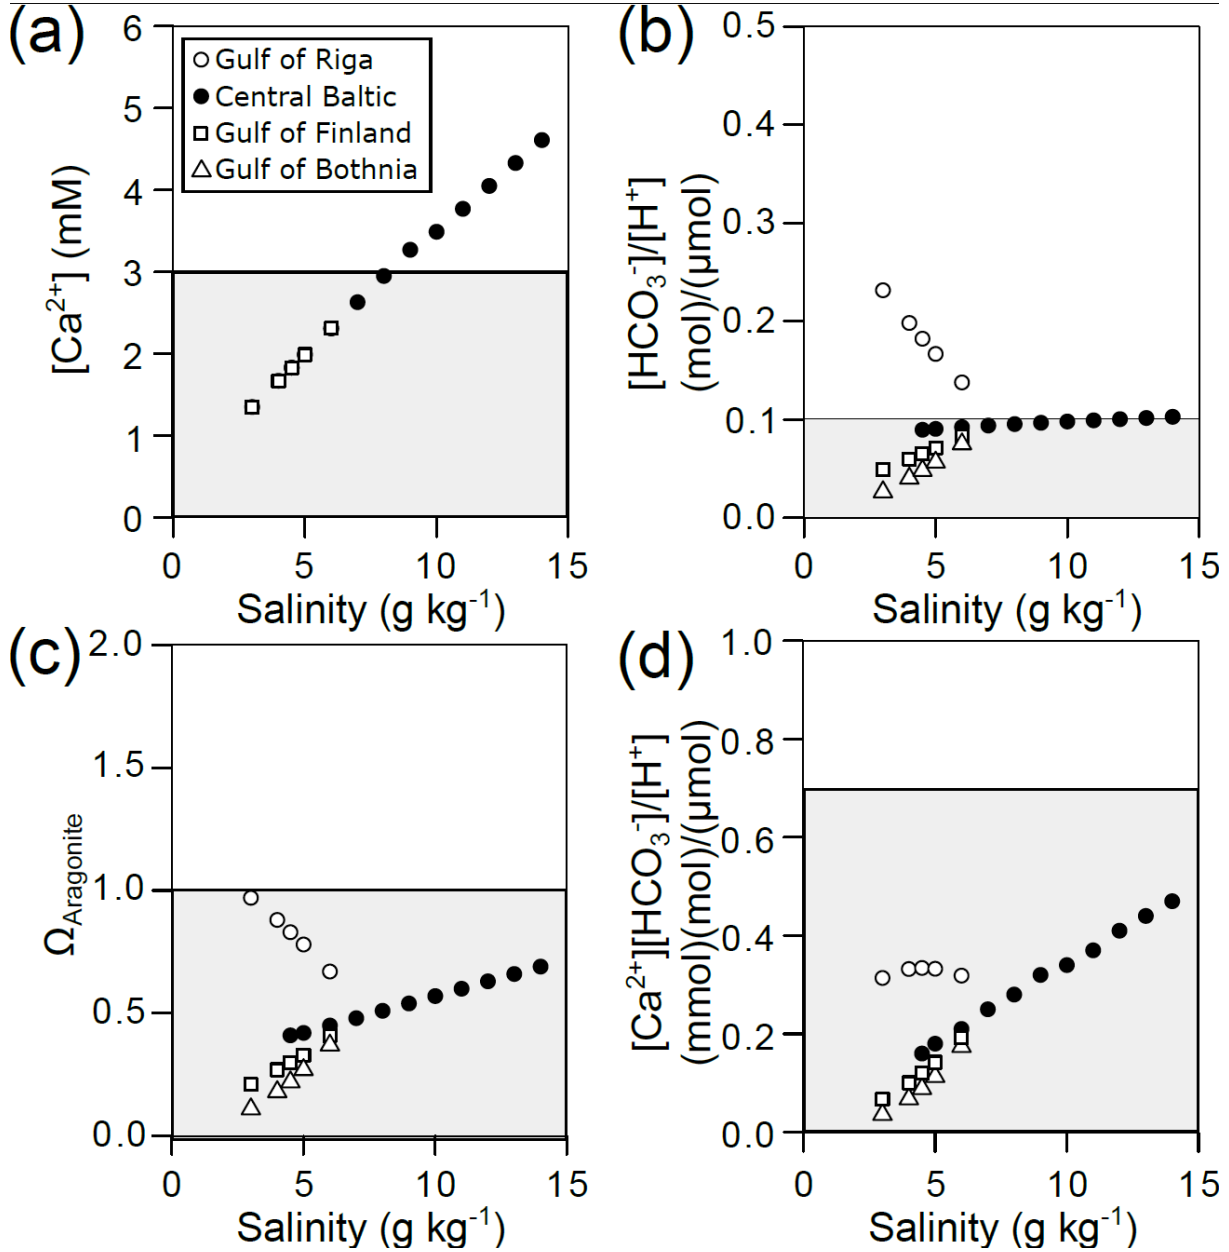 (a)
6
5
4
3
2
1
0
[Ca²⁺] (mM)
Gulf of Riga
Central Baltic
Gulf of Finland
Gulf of Bothnia
0 5 10 15
Salinity (g kg⁻¹)
(b)
0.5
0.4
0.3
0.2
0.1
0.0
[HCO₃⁻]/[H⁺]
(mol)/(μmol)
0 5 10 15
Salinity (g kg⁻¹)
(c)
2.0
1.5
1.0
0.5
0.0
Ω Aragonite
0 5 10 15
Salinity (g kg⁻¹)
(d)
1.0
0.8
0.6
0.4
0.2
0.0
[Ca²⁺][HCO₃⁻]/[H⁺]
(mmol)(mol)/(μmol)
0 5 10 15
Salinity (g kg⁻¹)